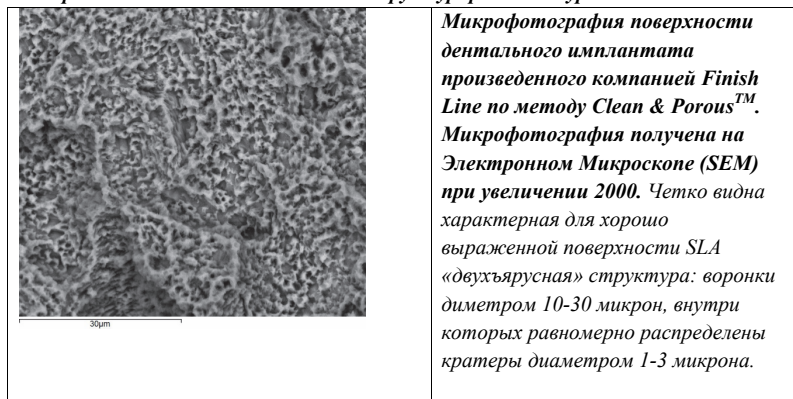 Микрофотография поверхности
дентального имплантата
произведенного компанией Finish
Line по методу Clean & Porous™.
Микрофотография получена на
Электронном Микроскопе (SEM)
при увеличении 2000. Четко видна
характерная для хорошо
выраженной поверхности SLA
«двухъярусная» структура: воронки
диметром 10-30 микрон, внутри
которых равномерно распределены
кратеры диаметром 1-3 микрона.
30µm